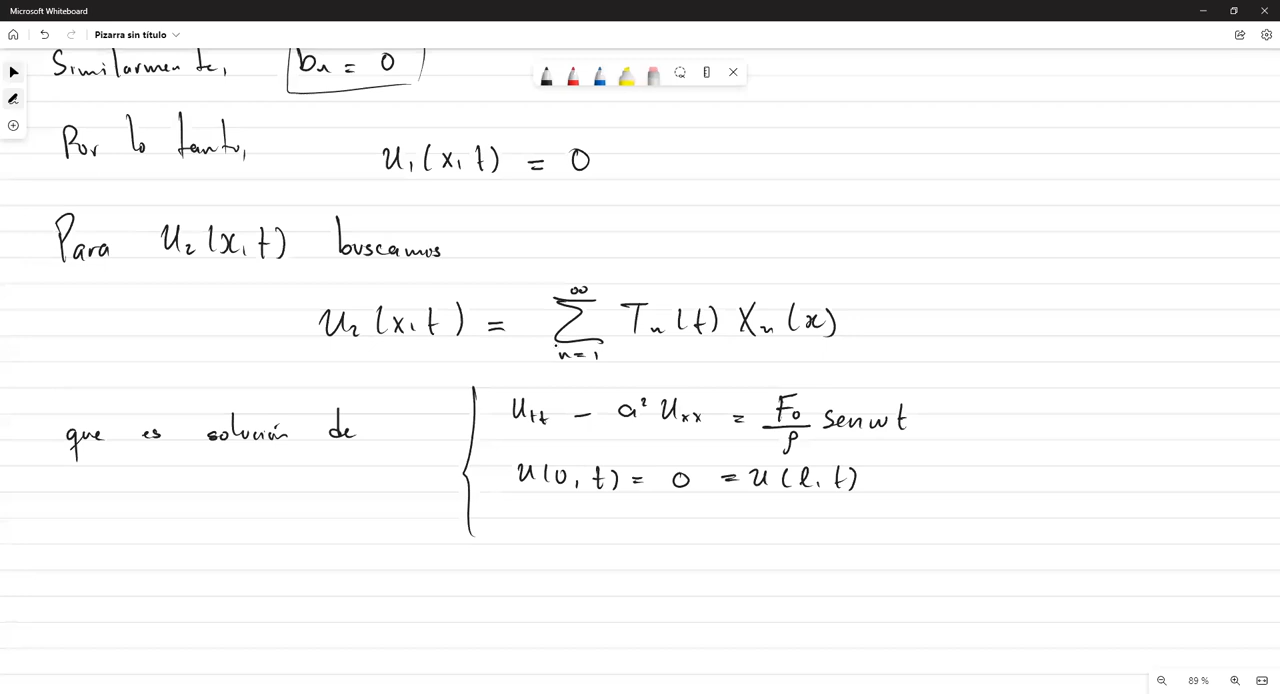 Microsoft Whiteboard
Pizarra sin título
Similarmente, bn = 0
Por lo tanto, u₁(x,t) = 0
Para u₂(x,t) buscamos
u₂(x,t) = ∑_{n=1}^{∞} Tn(t) Xn(x)
que es solución de { utt − a² uxx = F₀/ρ sen wt
u(0,t) = 0 = u(l,t)
89 %